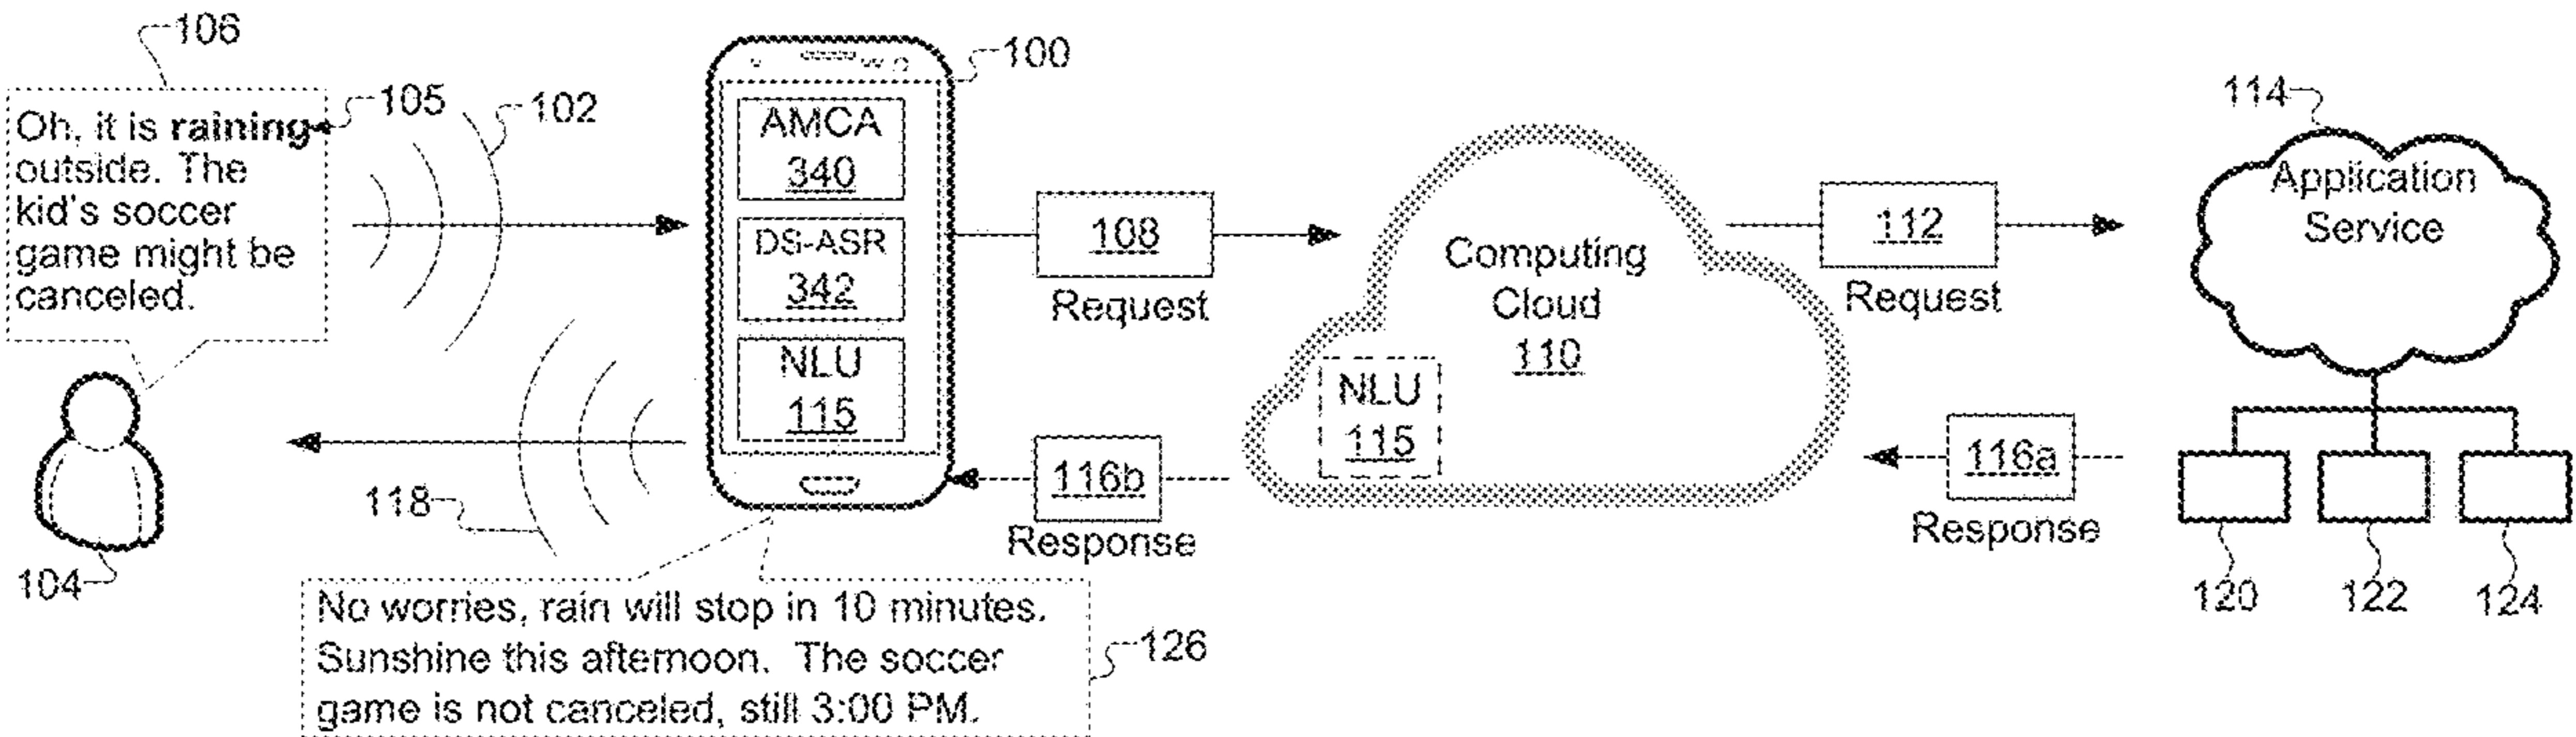 106
Oh, it is raining
outside. The
kid's soccer
game might be
canceled.
105
102
104
118
100
AMCA
340
DS-ASR
342
NLU
115
108
Request
Computing
Cloud
110
NLU
115
112
Request
114
Application
Service
116b
Response
116a
Response
120
122
124
No worries, rain will stop in 10 minutes.
Sunshine this afternoon. The soccer
game is not canceled, still 3:00 PM.
126